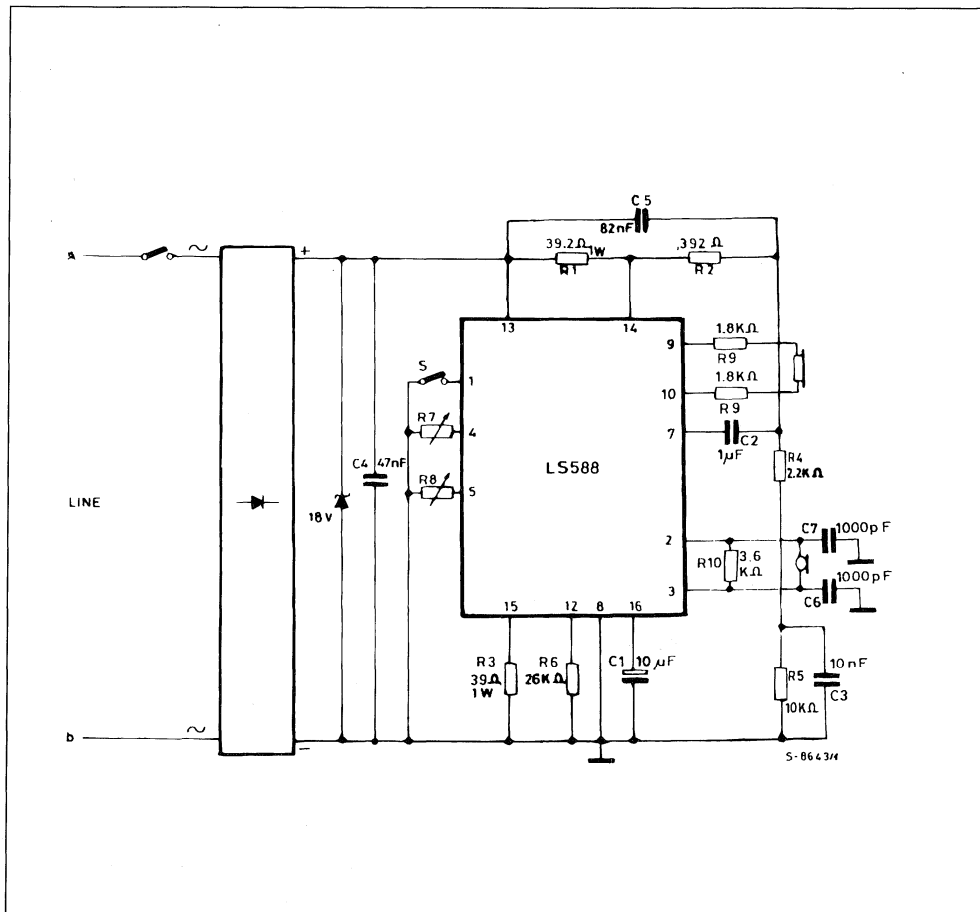 C5
82nF
39.2Ω
1W
R1
392 Ω
R2
a
~
+
13
14
9
1.8KΩ
R9
S
1
10
1.8KΩ
R9
R7
4
7
C2
1µF
R4
2.2KΩ
LS588
C4
47nF
R8
5
LINE
18V
2
C7
1000pF
R10
3.6
KΩ
3
1000pF
C6
15
12
8
16
R3
39Ω
1W
R6
26KΩ
C1
10 µF
R5
10KΩ
10nF
C3
b
~
–
S-8643/1